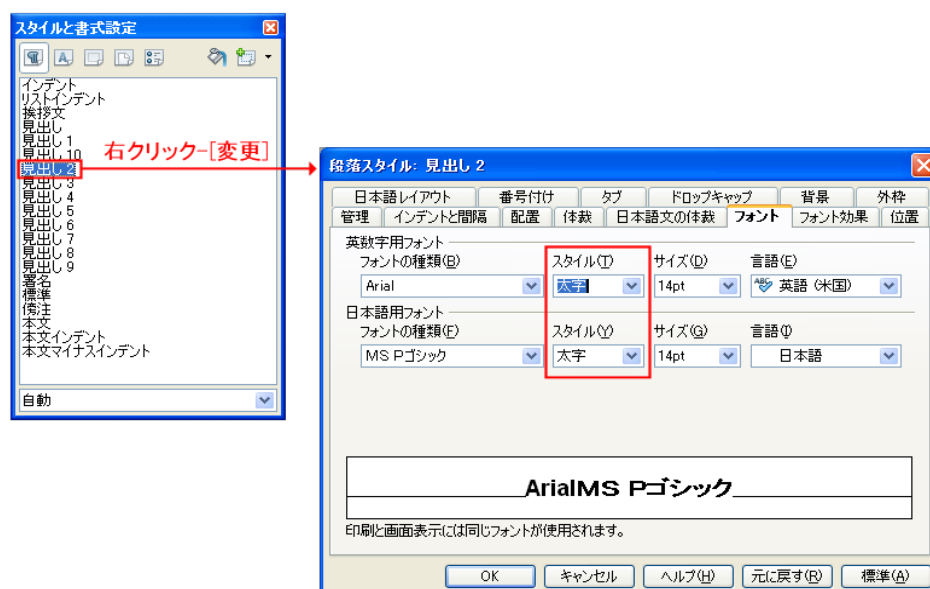 スタイルと書式設定
インデント
リストインデント
挨拶文
見出し
見出し 1
見出し 10
見出し 2
見出し 3
見出し 4
見出し 5
見出し 6
見出し 7
見出し 8
見出し 9
署名
標準
傍注
本文
本文インデント
本文マイナスインデント
自動
右クリック-[変更]
段落スタイル: 見出し 2
日本語レイアウト 番号付け タブ ドロップキャップ 背景 外枠
管理 インデントと間隔 配置 体裁 日本語文の体裁 フォント フォント効果 位置
英数字用フォント
フォントの種類(B) スタイル(T) サイズ(D) 言語(E)
Arial 太字 14pt ABC 英語 (米国)
日本語用フォント
フォントの種類(F) スタイル(Y) サイズ(G) 言語(I)
MS Pゴシック 太字 14pt 日本語
ArialMS Pゴシック
印刷と画面表示には同じフォントが使用されます。
OK キャンセル ヘルプ(H) 元に戻す(R) 標準(A)